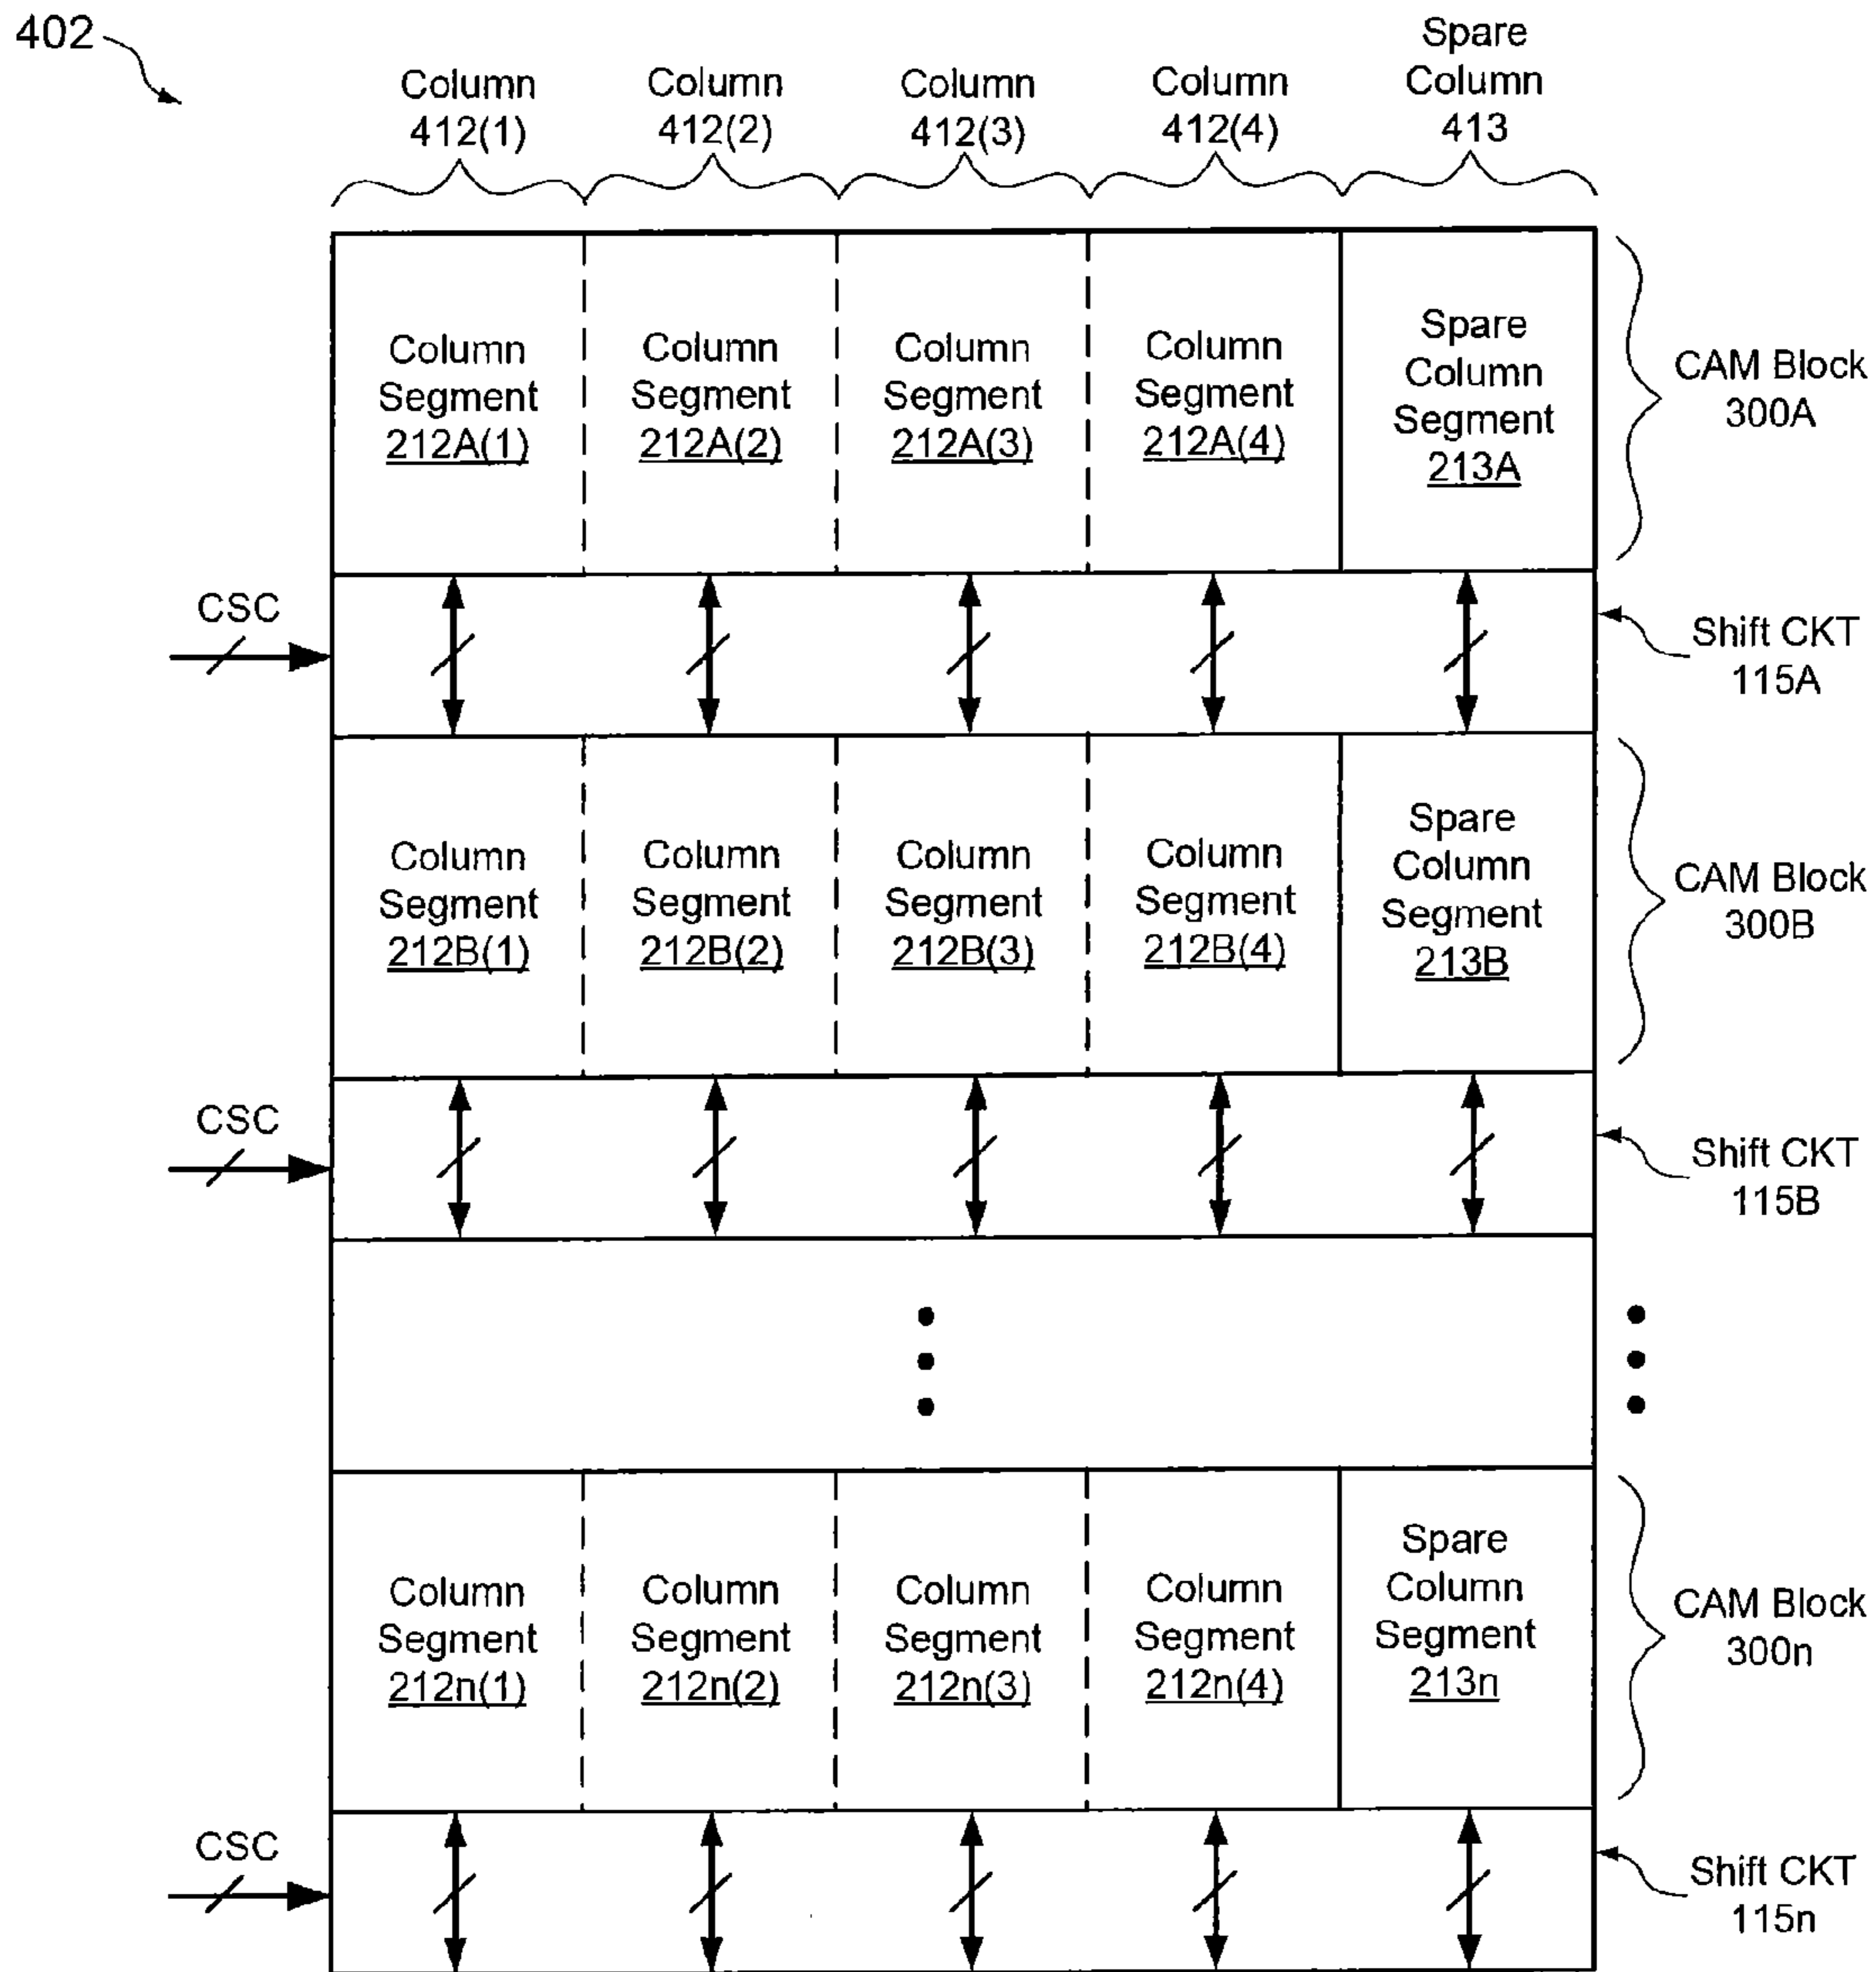 402
Column
412(1)
Column
412(2)
Column
412(3)
Column
412(4)
Spare
Column
413
Column
Segment
212A(1)
Column
Segment
212A(2)
Column
Segment
212A(3)
Column
Segment
212A(4)
Spare
Column
Segment
213A
CAM Block
300A
CSC
Shift CKT
115A
Column
Segment
212B(1)
Column
Segment
212B(2)
Column
Segment
212B(3)
Column
Segment
212B(4)
Spare
Column
Segment
213B
CAM Block
300B
CSC
Shift CKT
115B
Column
Segment
212n(1)
Column
Segment
212n(2)
Column
Segment
212n(3)
Column
Segment
212n(4)
Spare
Column
Segment
213n
CAM Block
300n
CSC
Shift CKT
115n